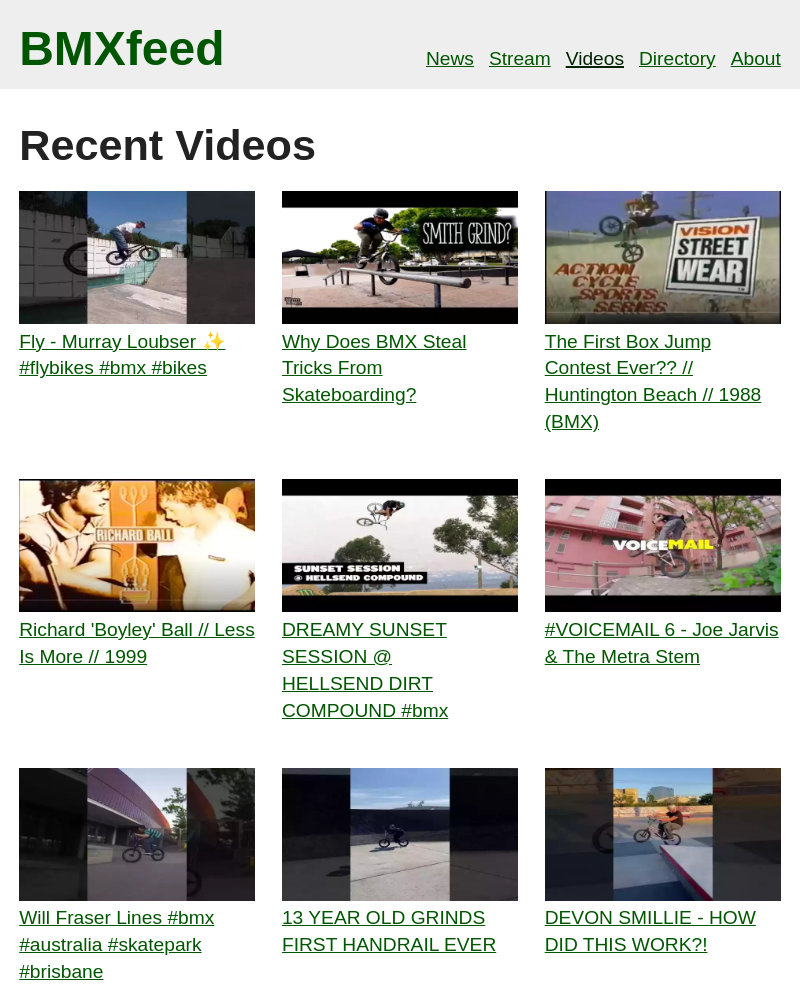 BMXfeed
News Stream Videos Directory About
Recent Videos
SMITH GRIND?
VISION
STREET
WEAR
ACTION
CYCLE
SPORTS
SERIES
Fly - Murray Loubser ✨
#flybikes #bmx #bikes
Why Does BMX Steal
Tricks From
Skateboarding?
The First Box Jump
Contest Ever?? //
Huntington Beach // 1988
(BMX)
RICHARD BALL
SUNSET SESSION
@ HELLSEND COMPOUND
VOICEMAIL
Richard 'Boyley' Ball // Less
Is More // 1999
DREAMY SUNSET
SESSION @
HELLSEND DIRT
COMPOUND #bmx
#VOICEMAIL 6 - Joe Jarvis
& The Metra Stem
Will Fraser Lines #bmx
#australia #skatepark
#brisbane
13 YEAR OLD GRINDS
FIRST HANDRAIL EVER
DEVON SMILLIE - HOW
DID THIS WORK?!